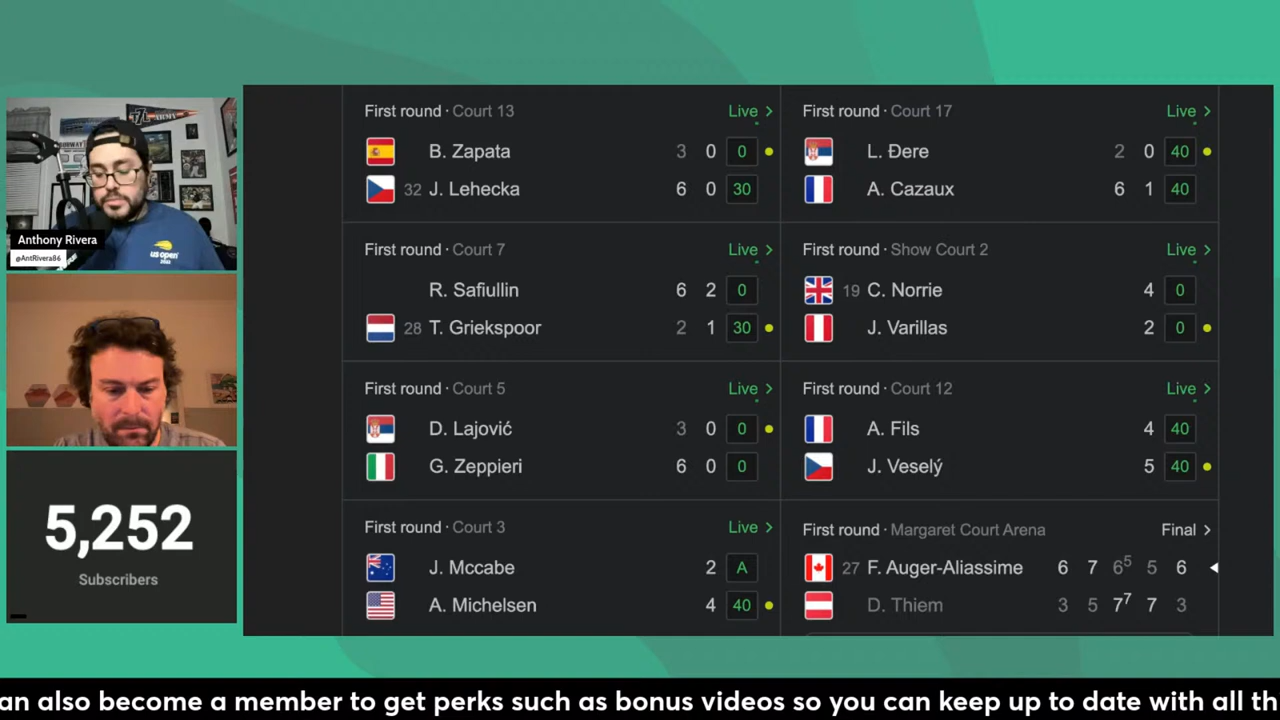 Anthony Rivera
@AntRivera86
us open
5,252
Subscribers
First round · Court 13 Live >
B. Zapata 3 0 0
32 J. Lehecka 6 0 30
First round · Court 17 Live >
L. Đere 2 0 40
A. Cazaux 6 1 40
First round · Court 7 Live >
R. Safiullin 6 2 0
28 T. Griekspoor 2 1 30
First round · Show Court 2 Live >
19 C. Norrie 4 0
J. Varillas 2 0
First round · Court 5 Live >
D. Lajović 3 0 0
G. Zeppieri 6 0 0
First round · Court 12 Live >
A. Fils 4 40
J. Veselý 5 40
First round · Court 3 Live >
J. Mccabe 2 A
A. Michelsen 4 40
First round · Margaret Court Arena Final >
27 F. Auger-Aliassime 6 7 6⁵ 5 6
D. Thiem 3 5 7⁷ 7 3
an also become a member to get perks such as bonus videos so you can keep up to date with all th